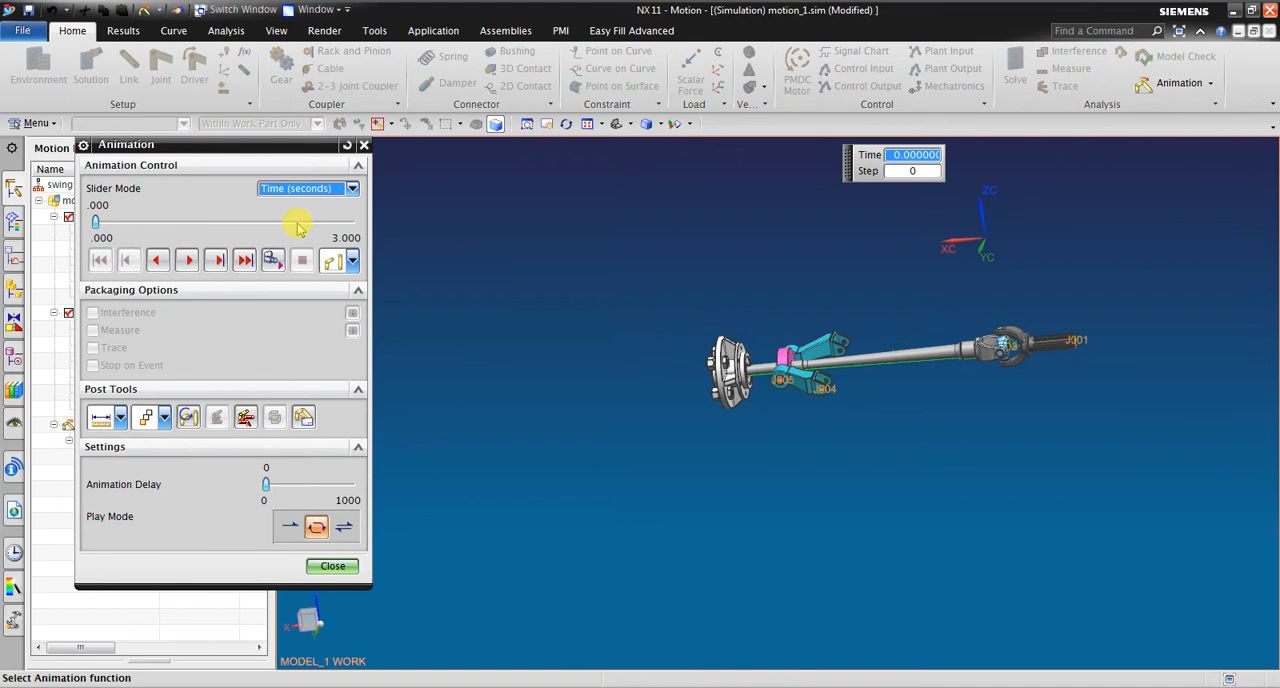 Switch Window
Window
NX 11 - Motion - [(Simulation) motion_1.sim (Modified) ]
SIEMENS
File
Home
Results
Curve
Analysis
View
Render
Tools
Application
Assemblies
PMI
Easy Fill Advanced
Find a Command
Environment
Solution
Link
Joint
Driver
f(x)
Setup
Gear
Rack and Pinion
Cable
2-3 Joint Coupler
Coupler
Spring
Damper
Bushing
3D Contact
2D Contact
Connector
Point on Curve
Curve on Curve
Point on Surface
Constraint
Scalar
Force
Load
Ve...
PMDC
Motor
Signal Chart
Control Input
Control Output
Plant Input
Plant Output
Mechatronics
Control
Solve
Interference
Measure
Trace
Model Check
Animation
Analysis
Menu
Within Work Part Only
Motion
Name
swing
mo
Animation
Animation Control
Slider Mode
Time (seconds)
.000
.000
3.000
Packaging Options
Interference
Measure
Trace
Stop on Event
Post Tools
Settings
0
Animation Delay
0
1000
Play Mode
Close
Time
0.000000
Step
0
ZC
XC
YC
J001
J004
X
MODEL_1 WORK
Select Animation function